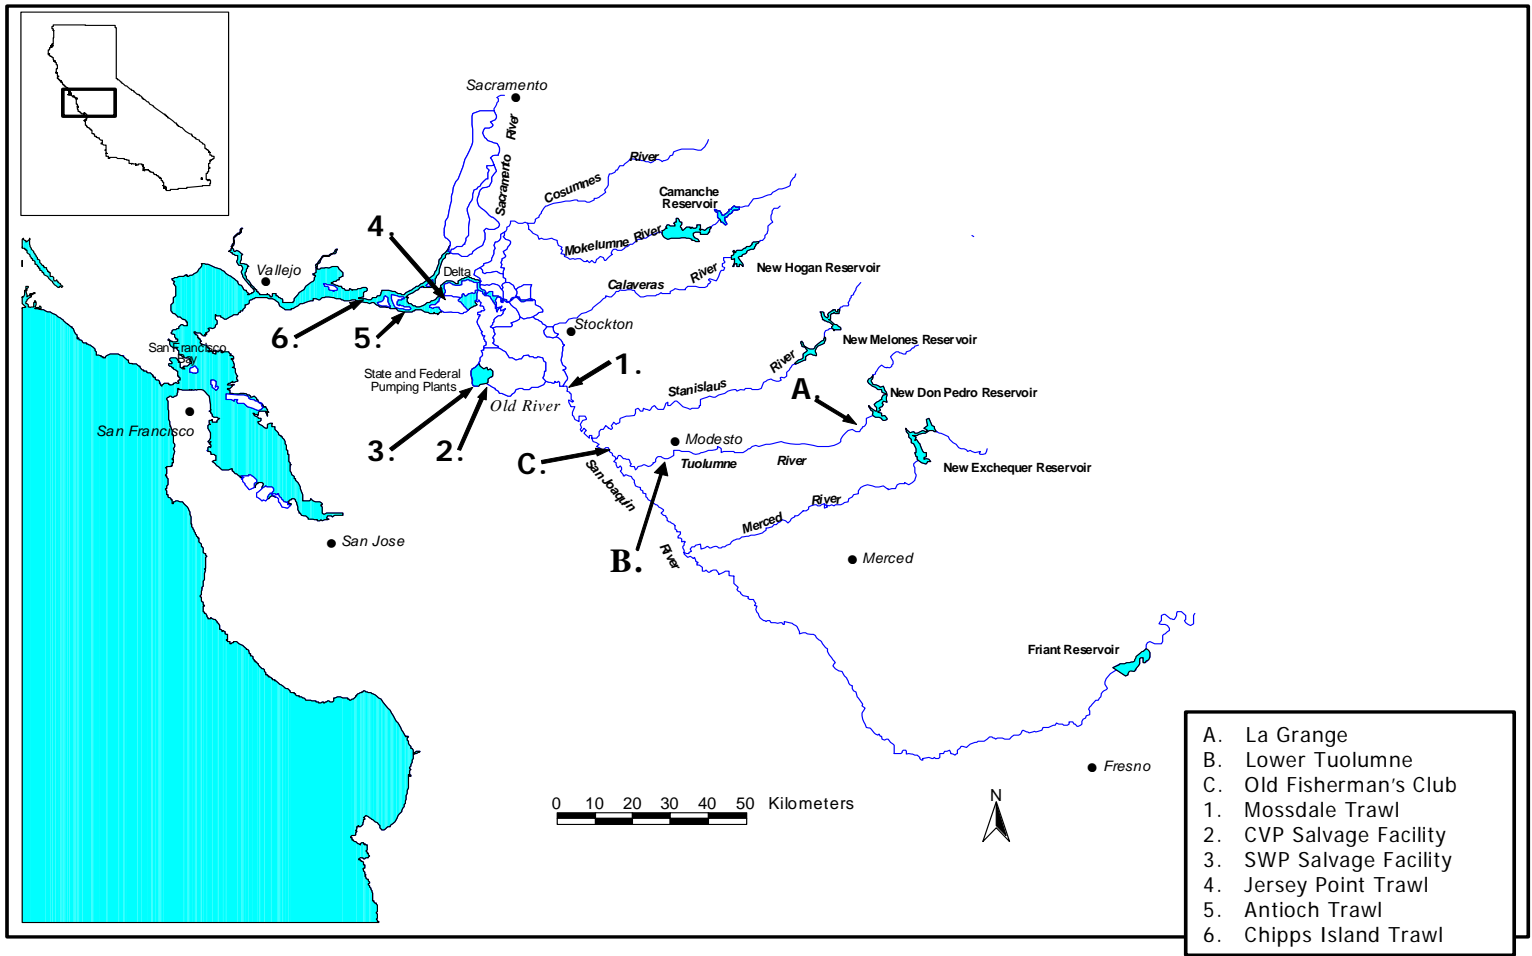 Sacramento
Sacramento River
Cosumnes River
Camanche
Reservoir
Mokelumne River
4.
Vallejo
Delta
Calaveras River
New Hogan Reservoir
6.
5.
Stockton
San Francisco
Bay
New Melones Reservoir
State and Federal
Pumping Plants
1.
Stanislaus River
A.
New Don Pedro Reservoir
Old River
San Francisco
3.
2.
C.
Modesto
Tuolumne River
New Exchequer Reservoir
San Joaquin River
Merced River
San Jose
B.
Merced
Friant Reservoir
Fresno
0 10 20 30 40 50 Kilometers
N
A. La Grange
B. Lower Tuolumne
C. Old Fisherman's Club
1. Mossdale Trawl
2. CVP Salvage Facility
3. SWP Salvage Facility
4. Jersey Point Trawl
5. Antioch Trawl
6. Chipps Island Trawl